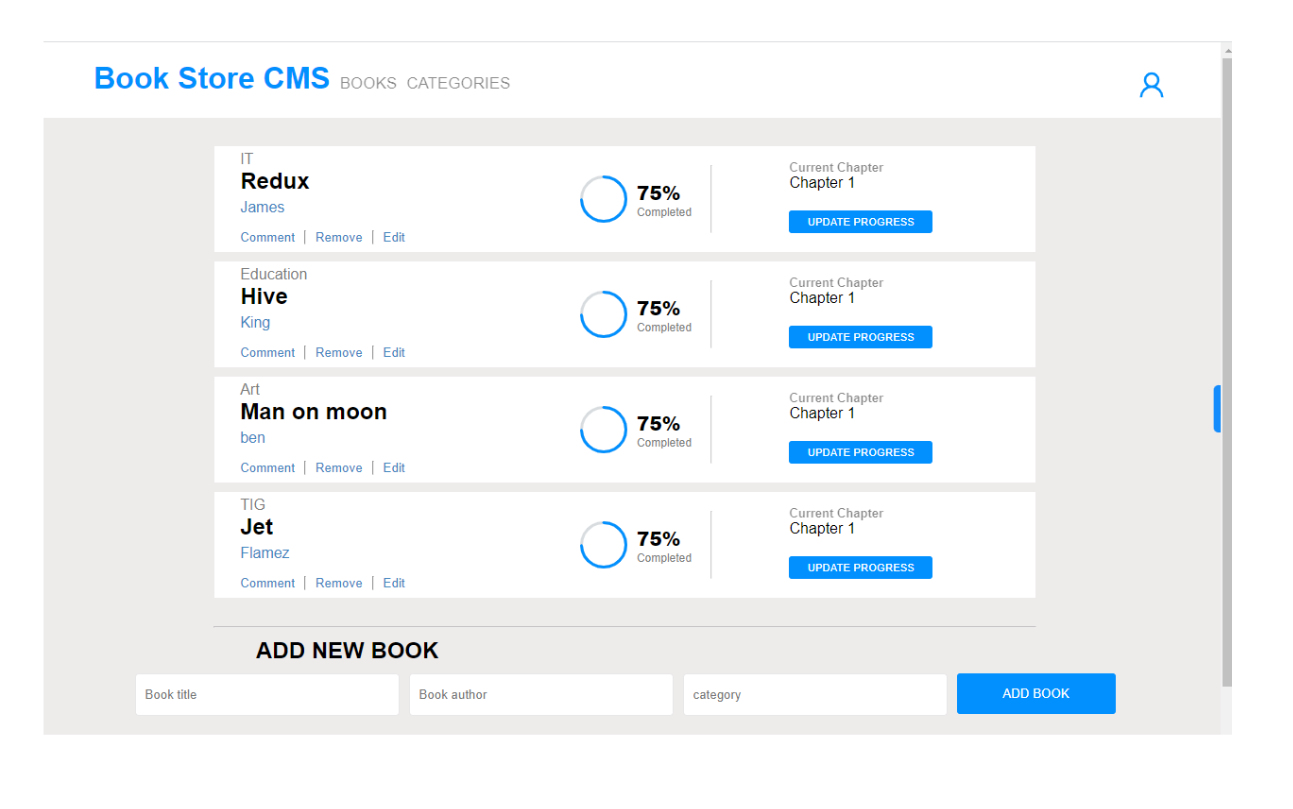 Book Store CMS BOOKS CATEGORIES
IT
Redux
James
Comment | Remove | Edit
75%
Completed
Current Chapter
Chapter 1
UPDATE PROGRESS
Education
Hive
King
Comment | Remove | Edit
75%
Completed
Current Chapter
Chapter 1
UPDATE PROGRESS
Art
Man on moon
ben
Comment | Remove | Edit
75%
Completed
Current Chapter
Chapter 1
UPDATE PROGRESS
TIG
Jet
Flamez
Comment | Remove | Edit
75%
Completed
Current Chapter
Chapter 1
UPDATE PROGRESS
ADD NEW BOOK
Book title
Book author
category
ADD BOOK